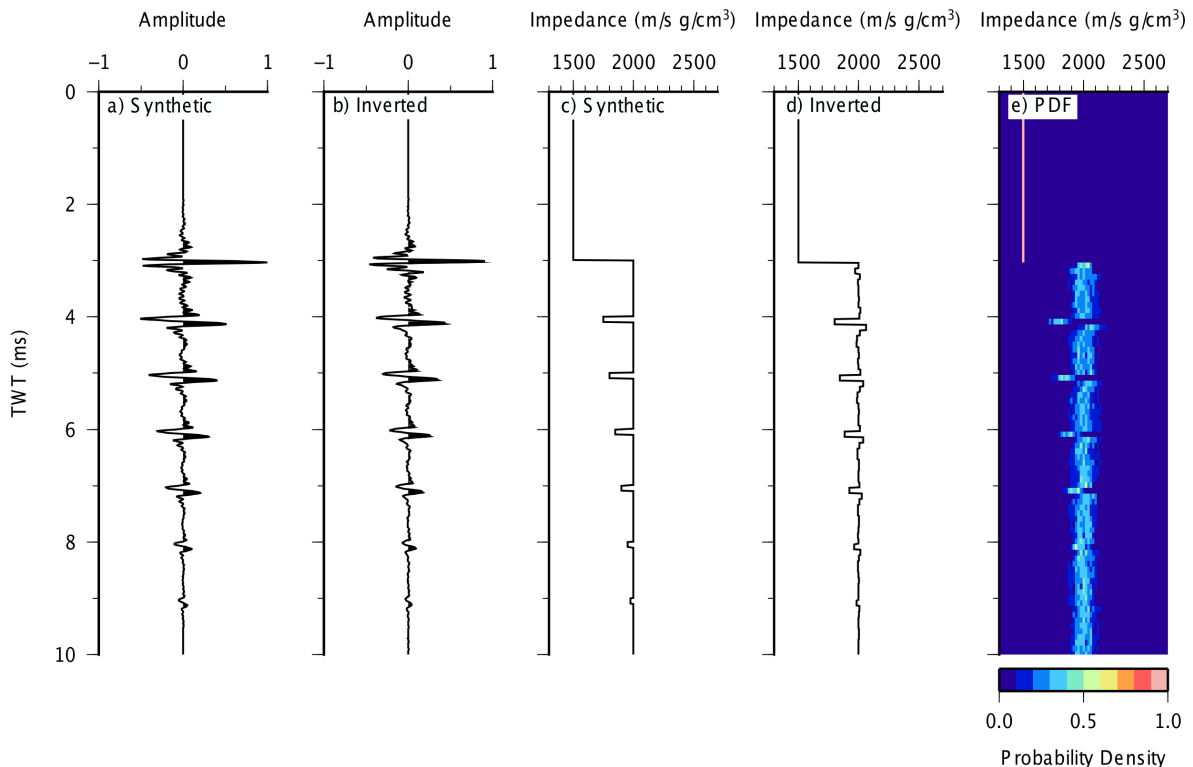 Amplitude Amplitude Impedance (m/s g/cm³) Impedance (m/s g/cm³) Impedance (m/s g/cm³)
−1 0 1 −1 0 1 1500 2000 2500 1500 2000 2500 1500 2000 2500
0
a) Synthetic b) Inverted c) Synthetic d) Inverted e) PDF
2
4
TWT (ms)
6
8
10
0.0 0.5 1.0
Probability Density